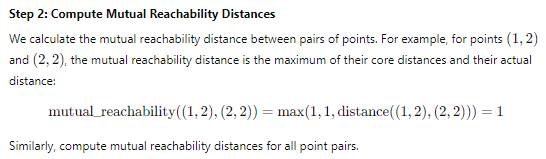 Step 2: Compute Mutual Reachability Distances
We calculate the mutual reachability distance between pairs of points. For example, for points (1, 2)
and (2, 2), the mutual reachability distance is the maximum of their core distances and their actual
distance:
mutual_reachability((1, 2), (2, 2)) = max(1, 1, distance((1, 2), (2, 2))) = 1
Similarly, compute mutual reachability distances for all point pairs.